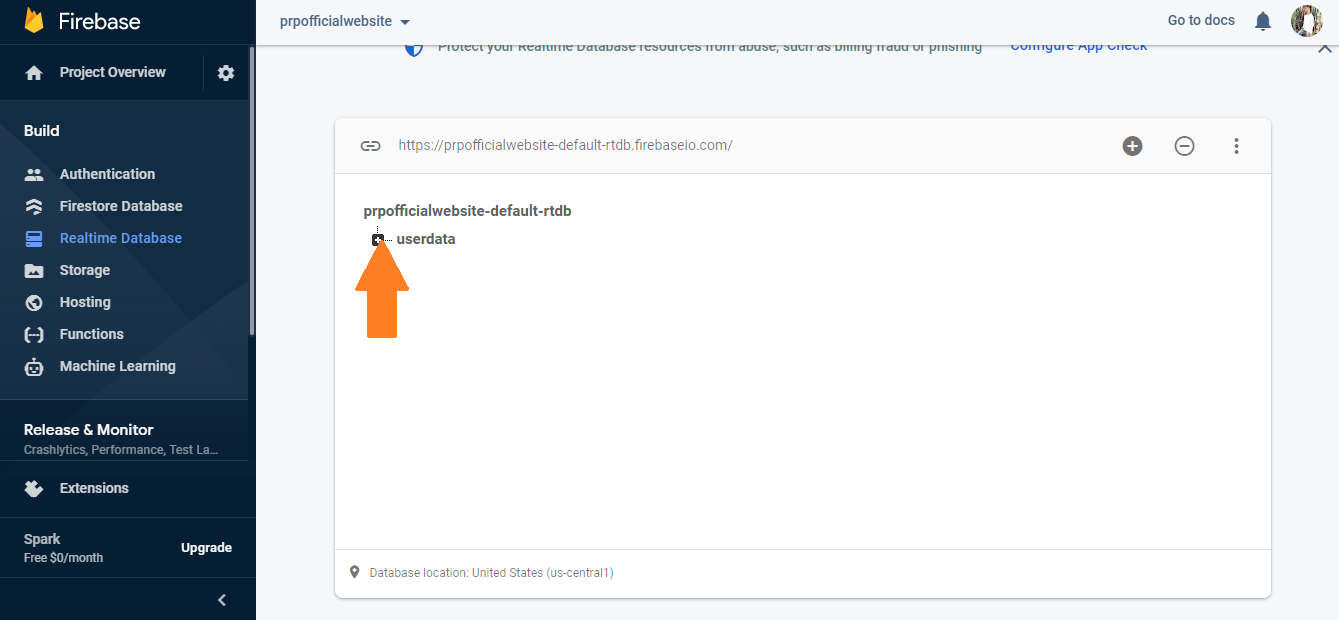 Firebase
prpofficialwebsite
Go to docs
Protect your Realtime Database resources from abuse, such as billing fraud or phishing
Configure App Check
Project Overview
Build
Authentication
Firestore Database
Realtime Database
Storage
Hosting
Functions
Machine Learning
Release & Monitor
Crashlytics, Performance, Test La...
Extensions
Spark
Free $0/month
Upgrade
https://prpofficialwebsite-default-rtdb.firebaseio.com/
prpofficialwebsite-default-rtdb
userdata
Database location: United States (us-central1)